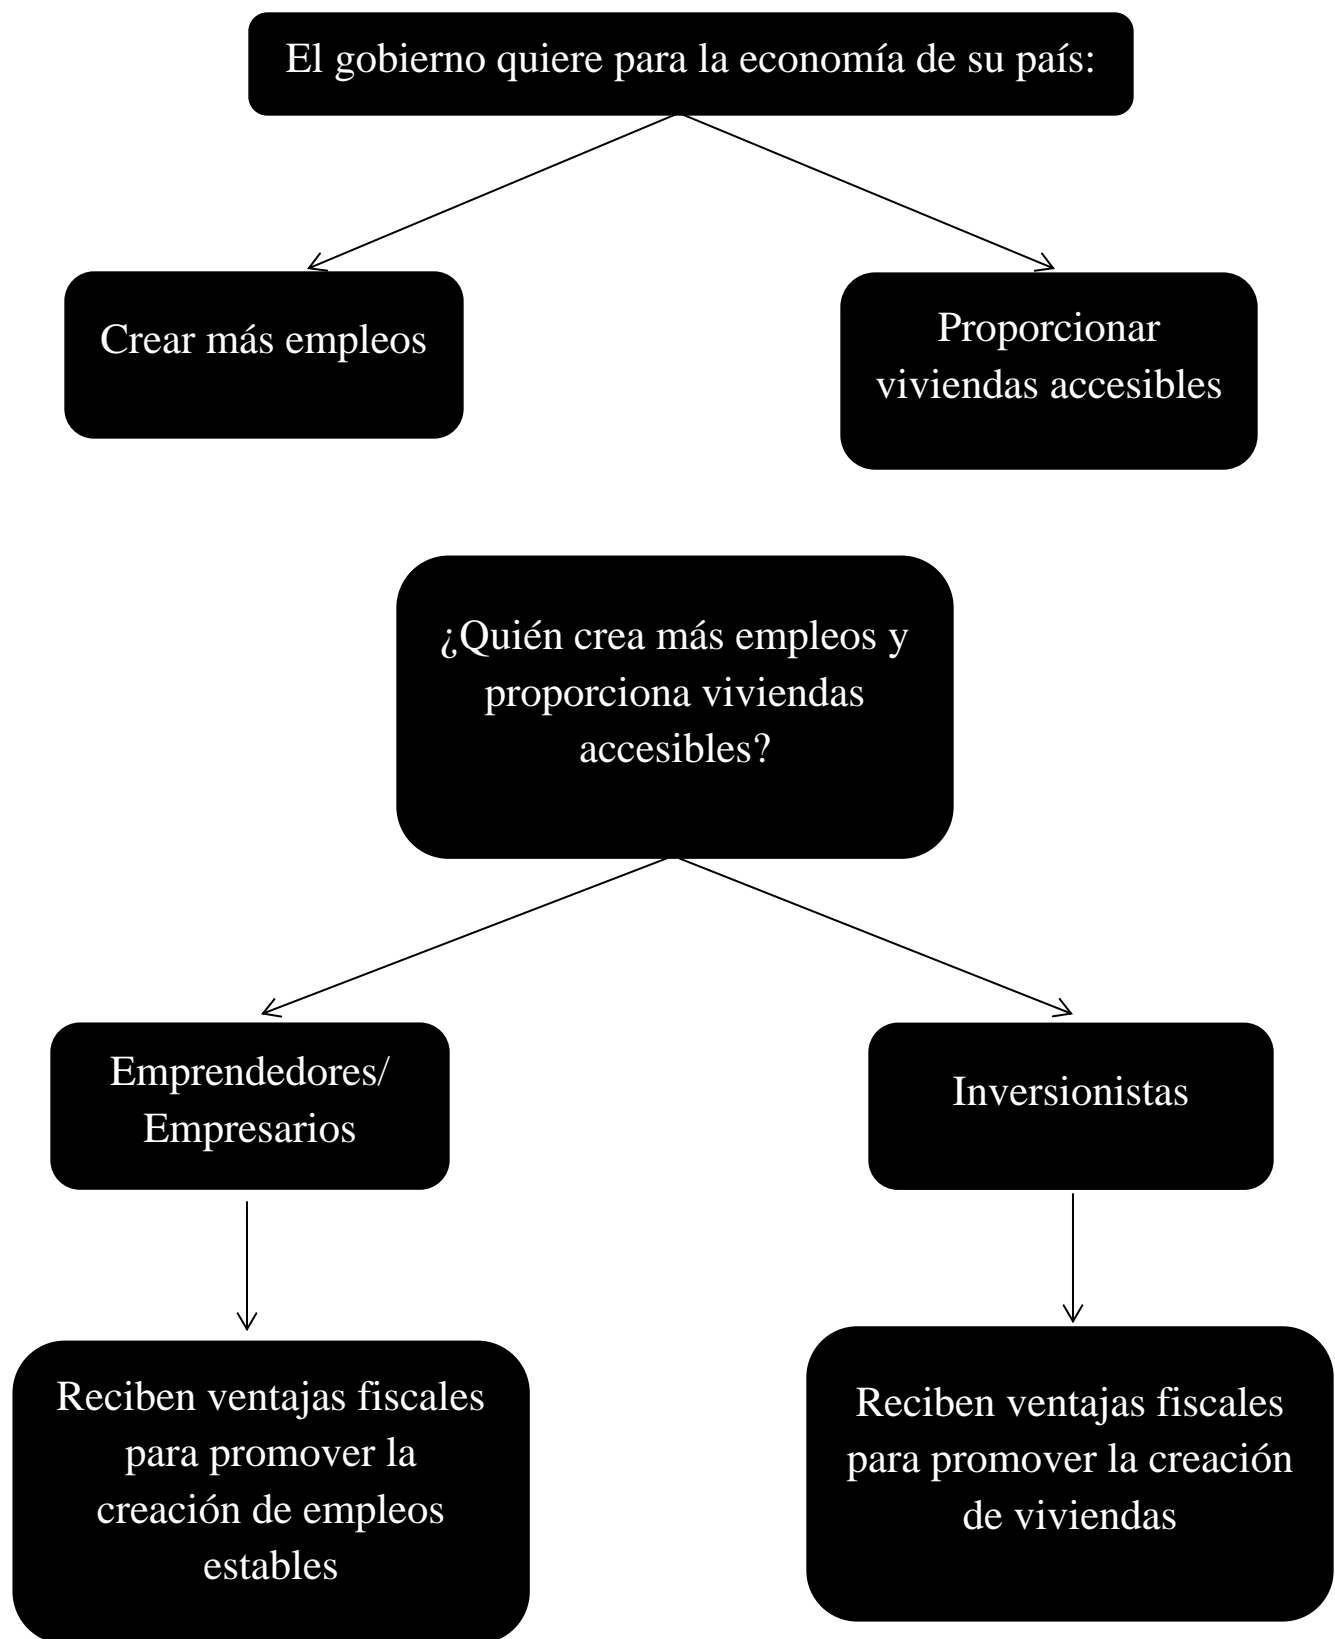 El gobierno quiere para la economía de su país:
Crear más empleos
Proporcionar
viviendas accesibles
¿Quién crea más empleos y
proporciona viviendas
accesibles?
Emprendedores/
Empresarios
Inversionistas
Reciben ventajas fiscales
para promover la
creación de empleos
estables
Reciben ventajas fiscales
para promover la creación
de viviendas